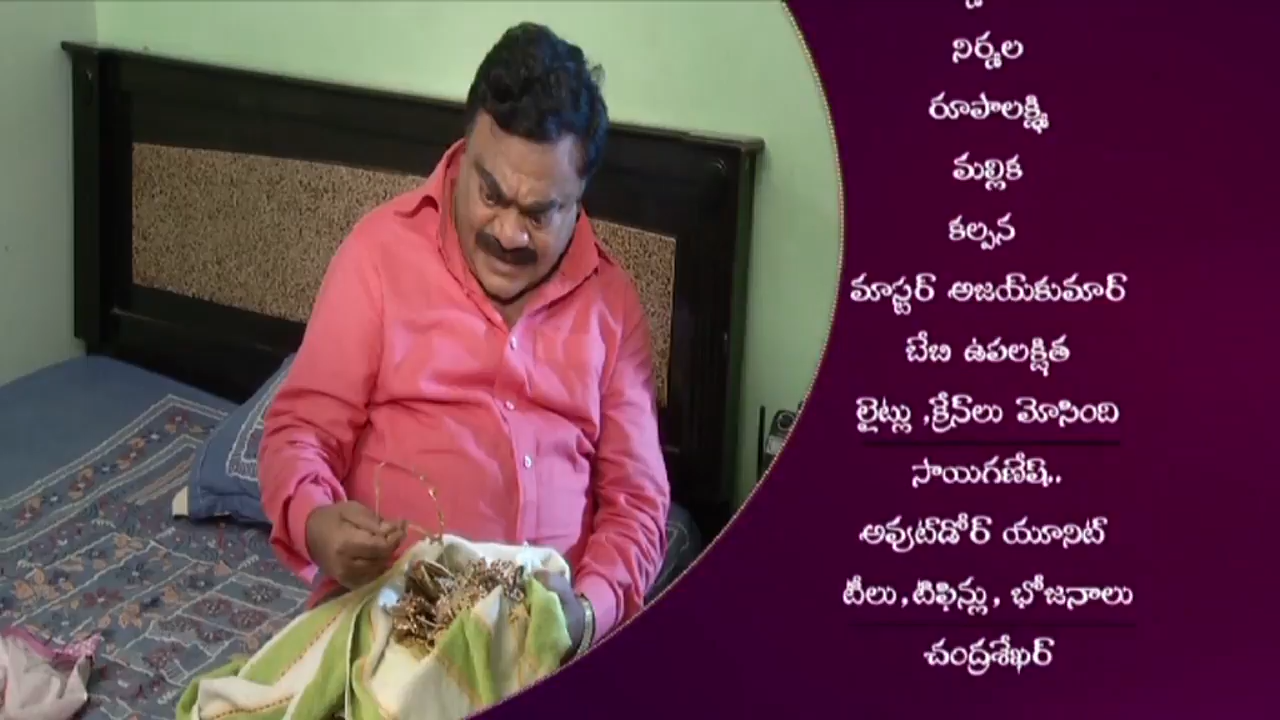 నిర్మల
రూపాలక్ష్మి
మల్లిక
కల్పన
మాస్టర్ అజయ్‌కుమార్
బేబి ఉపలక్షిత
లైట్లు ,క్రేన్‌లు మోసింది
సాయిగణేష్..
అవుట్‌డోర్ యూనిట్
టీలు,టిఫిన్లు, భోజనాలు
చంద్రశేఖర్